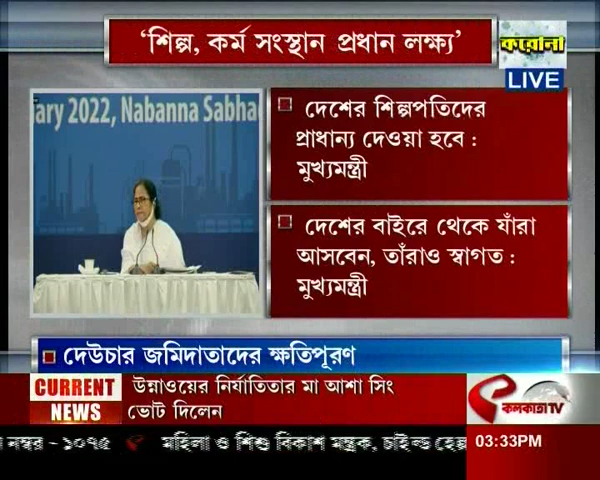 ‘শিল্প, কর্ম সংস্থান প্রধান লক্ষ্য’
করোনা
LIVE
ary 2022, Nabanna Sabhag
দেশের শিল্পপতিদের
প্রাধান্য দেওয়া হবে :
মুখ্যমন্ত্রী
দেশের বাইরে থেকে যাঁরা
আসবেন, তাঁরাও স্বাগত :
মুখ্যমন্ত্রী
দেউচার জমিদাতাদের ক্ষতিপূরণ
CURRENT
NEWS
উন্নাওয়ের নির্যাতিতার মা আশা সিং
ভোট দিলেন
কলকাতা TV
নম্বর - ১০৭৫
মহিলা ও শিশু বিকাশ মন্ত্রক, চাইল্ড হেল্প
03:33PM